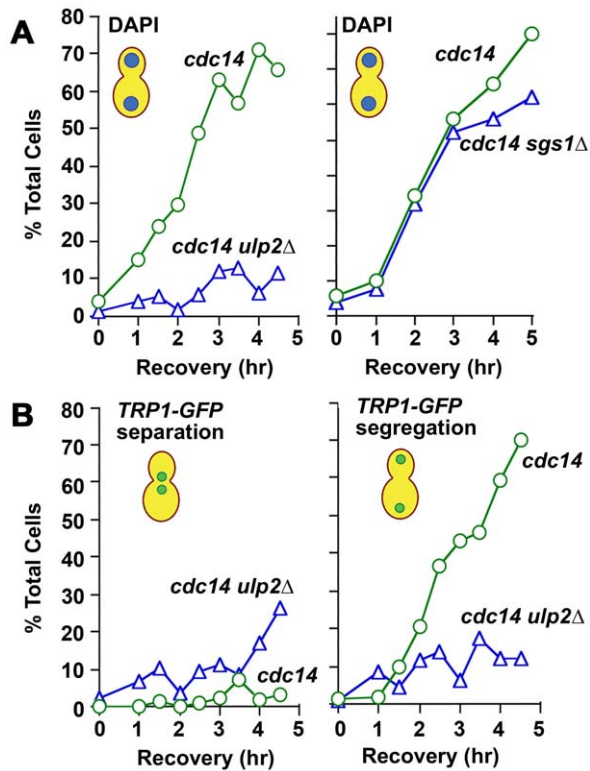 A
DAPI
cdc14
cdc14 ulp2Δ
% Total Cells
80
70
60
50
40
30
20
10
0
0 1 2 3 4 5
Recovery (hr)
DAPI
cdc14
cdc14 sgs1Δ
0 1 2 3 4 5
Recovery (hr)
B
TRP1-GFP
separation
cdc14 ulp2Δ
cdc14
% Total Cells
80
70
60
50
40
30
20
10
0
0 1 2 3 4 5
Recovery (hr)
TRP1-GFP
segregation
cdc14
cdc14 ulp2Δ
0 1 2 3 4 5
Recovery (hr)